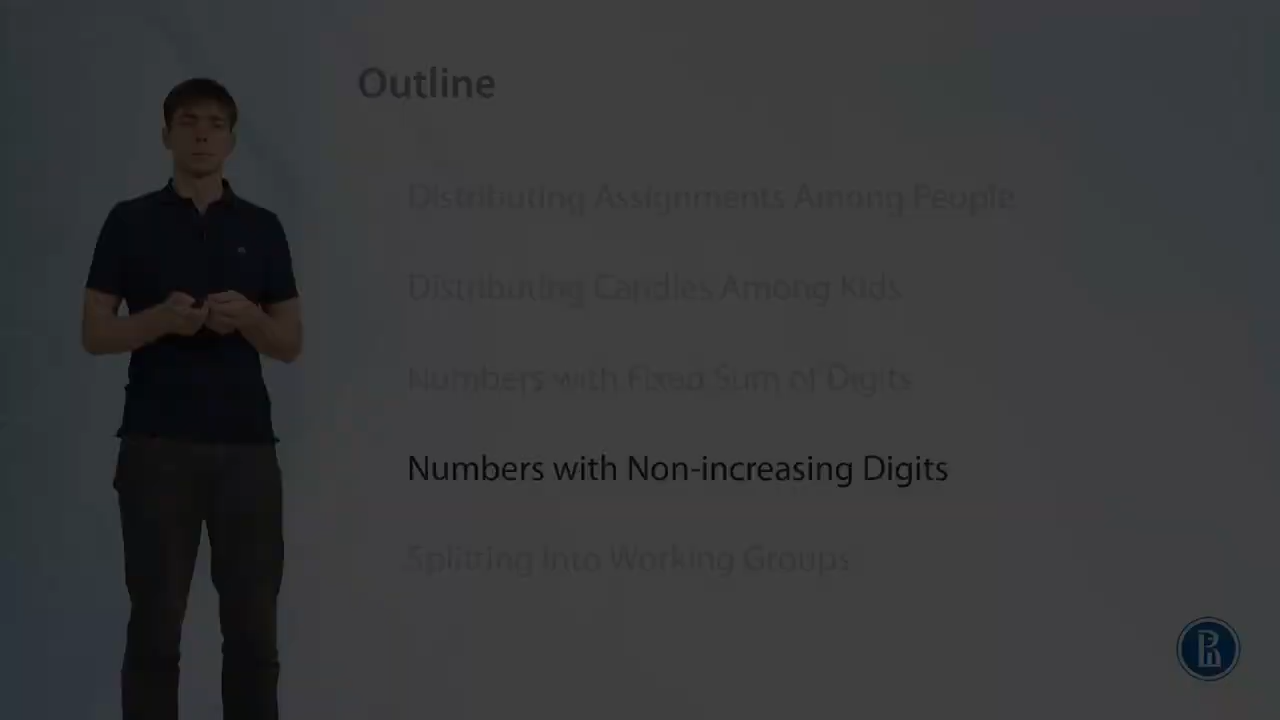 Outline
Distributing Assignments Among People
Distributing Candies Among Kids
Numbers with Fixed Sum of Digits
Numbers with Non-increasing Digits
Splitting Into Working Groups